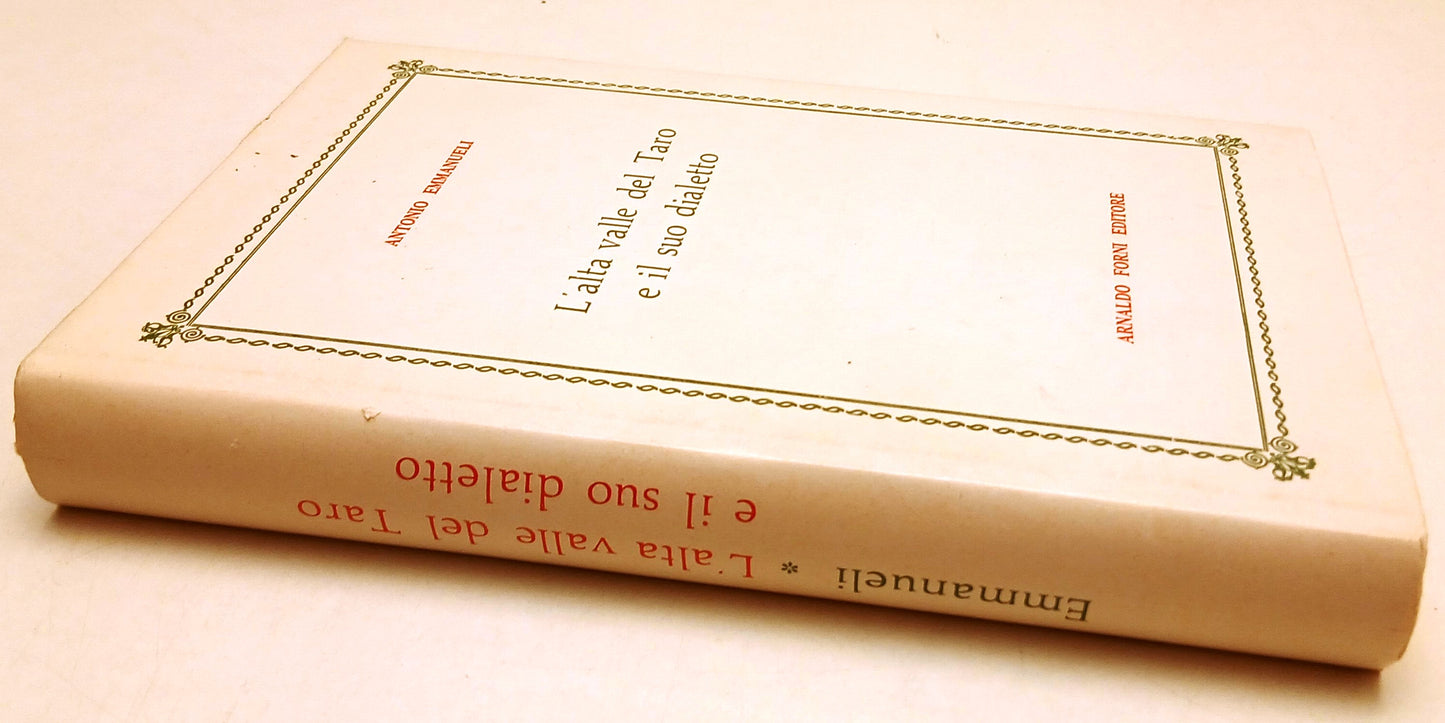 ANTONIO EMMANUELI
L'alta valle del Taro
e il suo dialetto
ARNALDO FORNI EDITORE
Emmanueli * L'alta valle del Taro
e il suo dialetto